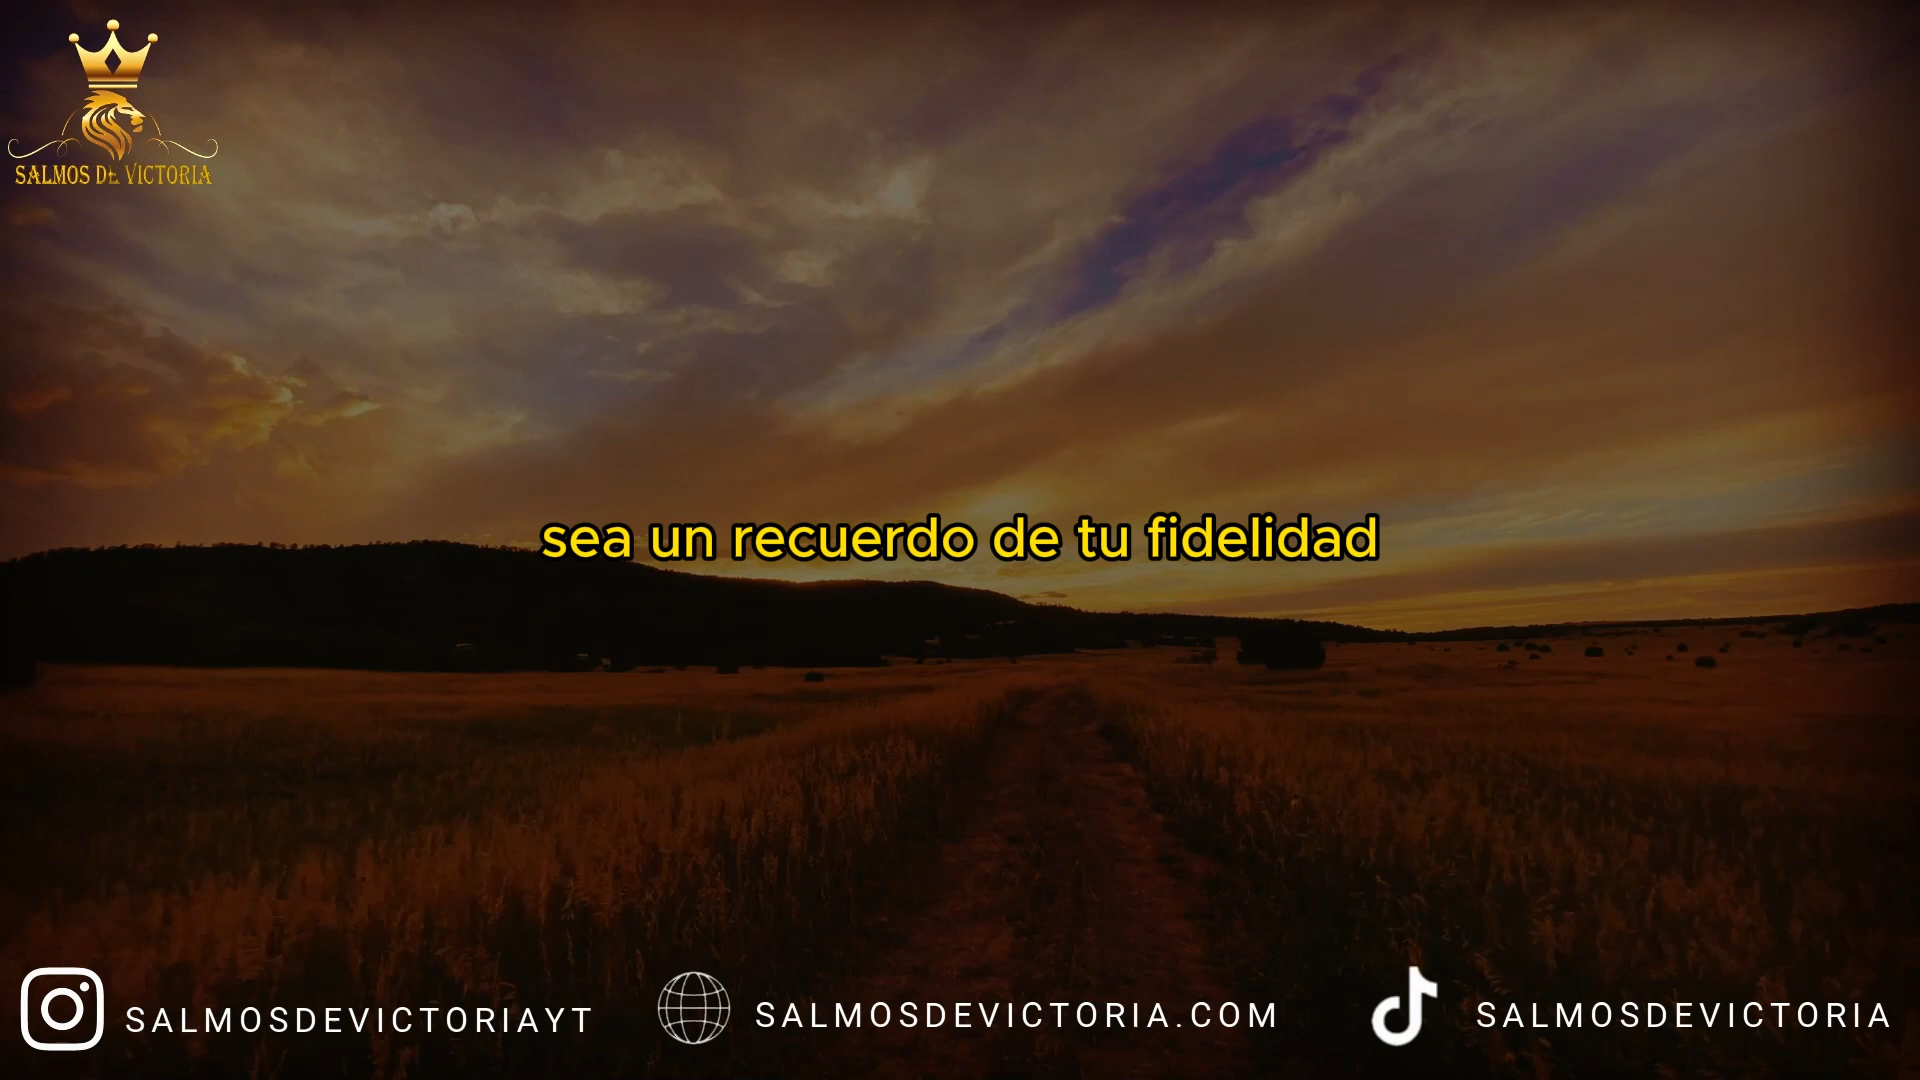 SALMOS DE VICTORIA
sea un recuerdo de tu fidelidad
SALMOSDEVICTORIAYT
SALMOSDEVICTORIA.COM
SALMOSDEVICTORIA